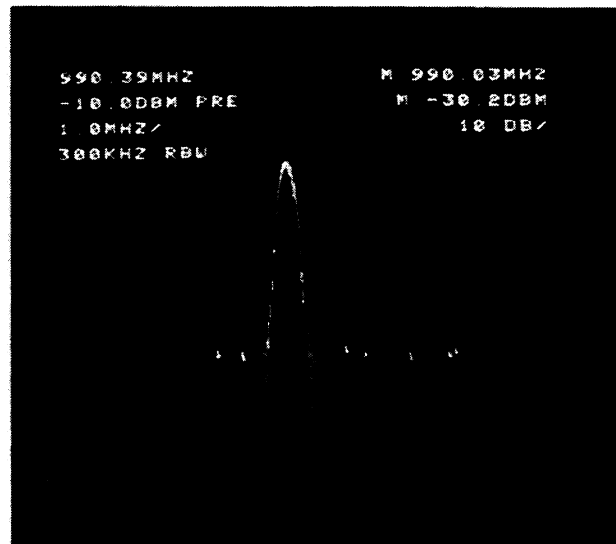 990.39MHZ
-10.0DBM PRE
1.0MHZ/
300KHZ RBW
M 990.03MHZ
M -30.2DBM
10 DB/